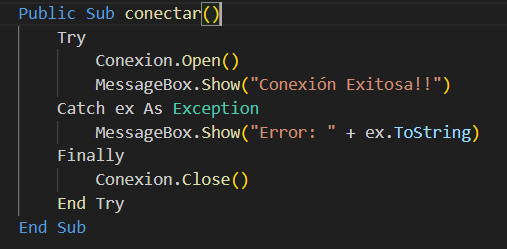 Public Sub conectar()
Try
Conexion.Open()
MessageBox.Show("Conexión Exitosa!!")
Catch ex As Exception
MessageBox.Show("Error: " + ex.ToString)
Finally
Conexion.Close()
End Try
End Sub